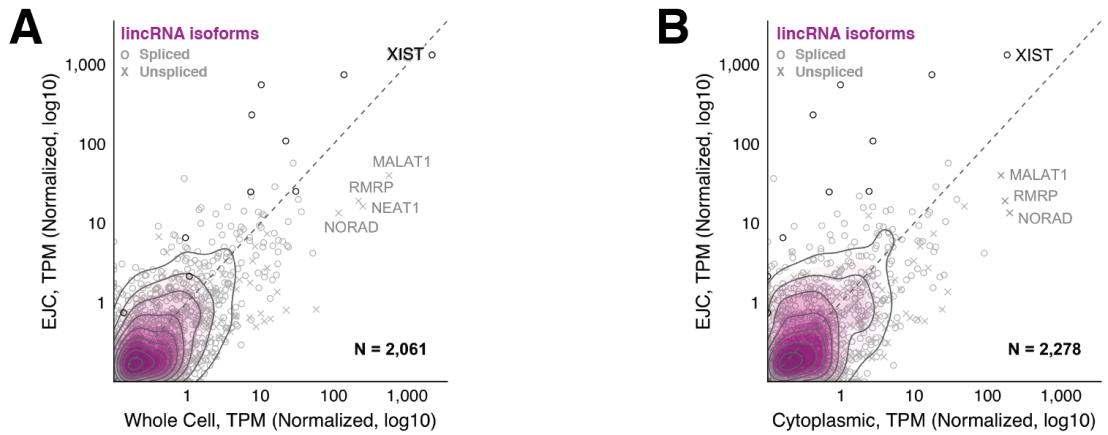 A
lincRNA isoforms
o Spliced
x Unspliced
EJC, TPM (Normalized, log10)
1,000
100
10
1
XIST
MALAT1
RMRP
NEAT1
NORAD
N = 2,061
1 10 100 1,000
Whole Cell, TPM (Normalized, log10)
B
lincRNA isoforms
o Spliced
x Unspliced
EJC, TPM (Normalized, log10)
1,000
100
10
1
XIST
MALAT1
RMRP
NORAD
N = 2,278
1 10 100 1,000
Cytoplasmic, TPM (Normalized, log10)